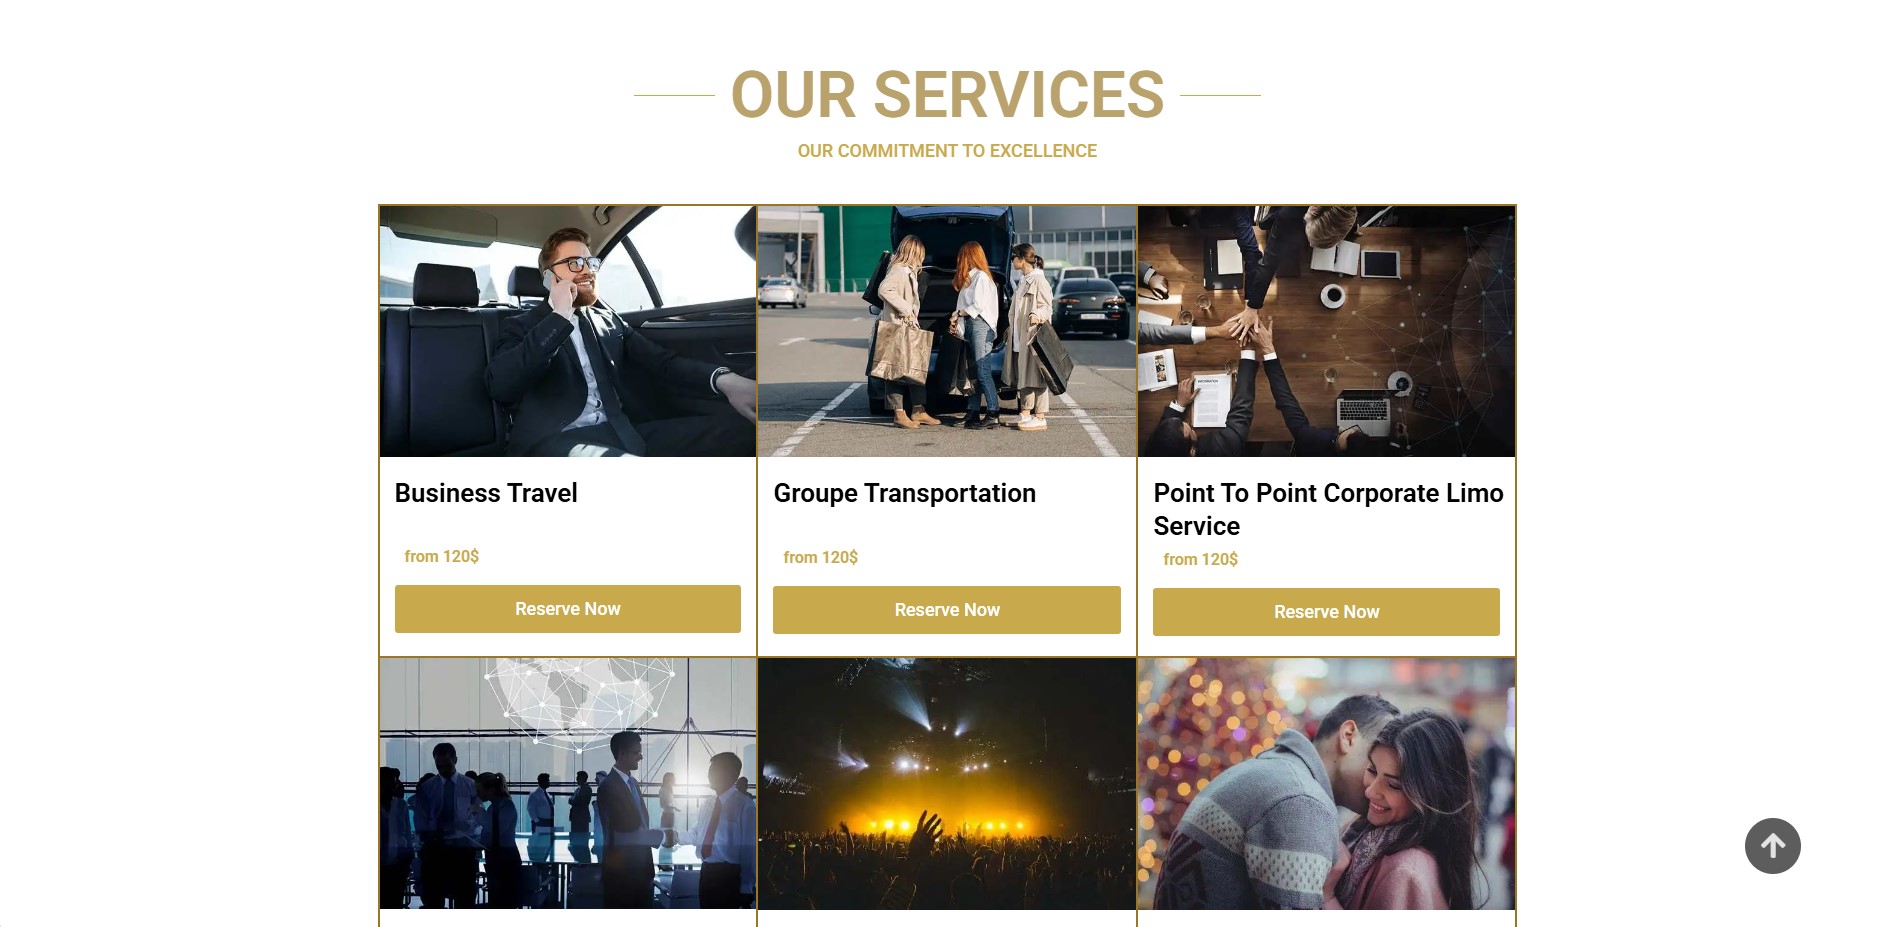 OUR SERVICES
OUR COMMITMENT TO EXCELLENCE
Business Travel
from 120$
Reserve Now
Groupe Transportation
from 120$
Reserve Now
Point To Point Corporate Limo
Service
from 120$
Reserve Now